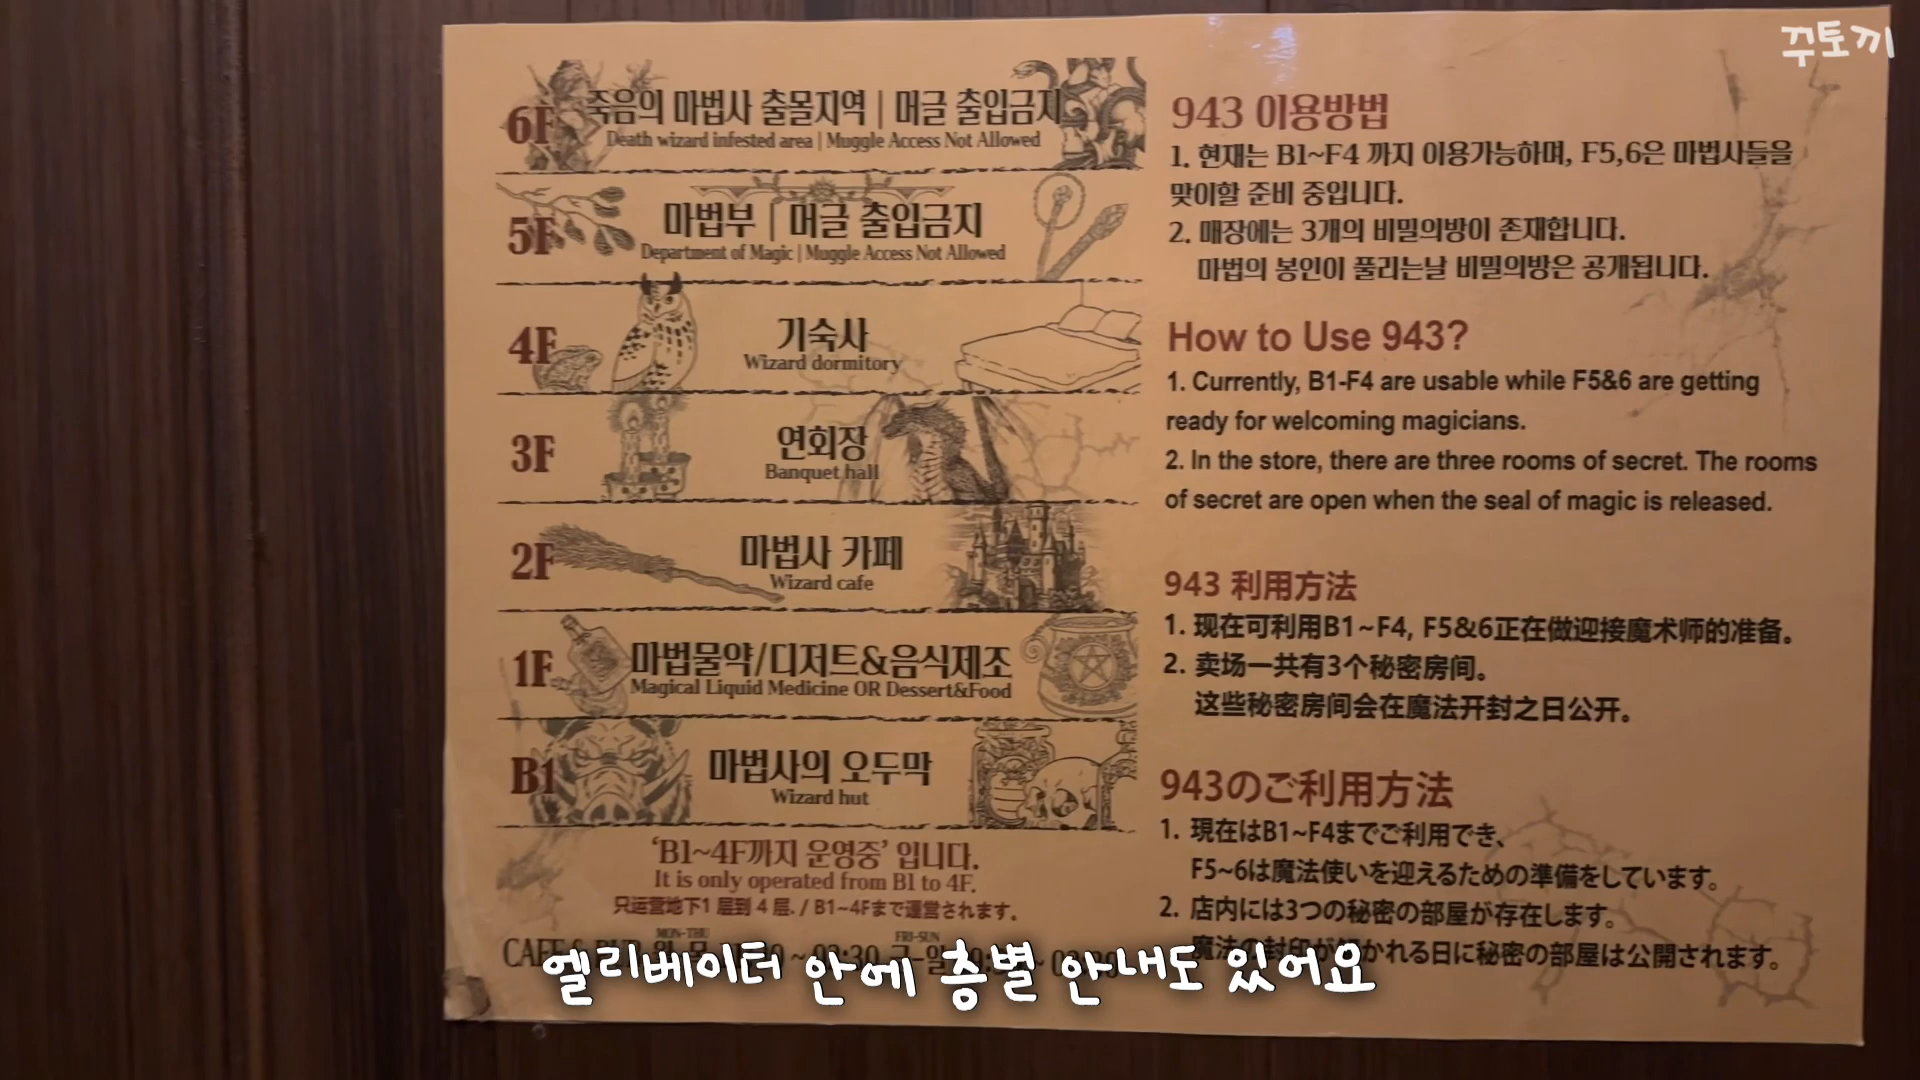 꾸토끼
6F
죽음의 마법사 출몰지역 | 머글 출입금지
Death wizard infested area | Muggle Access Not Allowed
5F
마법부 | 머글 출입금지
Department of Magic | Muggle Access Not Allowed
4F
기숙사
Wizard dormitory
3F
연회장
Banquet hall
2F
마법사 카페
Wizard cafe
1F
마법물약/디저트&음식제조
Magical Liquid Medicine OR Dessert&Food
B1
마법사의 오두막
Wizard hut
‘B1~4F까지 운영중’ 입니다.
It is only operated from B1 to 4F.
只运营地下1 层到 4 层. / B1~4Fまで運営されます。
MON-THU
FRI-SUN
943 이용방법
1. 현재는 B1~F4 까지 이용가능하며, F5,6은 마법사들을
맞이할 준비 중입니다.
2. 매장에는 3개의 비밀의방이 존재합니다.
마법의 봉인이 풀리는날 비밀의방은 공개됩니다.
How to Use 943?
1. Currently, B1-F4 are usable while F5&6 are getting
ready for welcoming magicians.
2. In the store, there are three rooms of secret. The rooms
of secret are open when the seal of magic is released.
943 利用方法
1. 现在可利用B1~F4, F5&6正在做迎接魔术师的准备。
2. 卖场一共有3个秘密房间。
这些秘密房间会在魔法开封之日公开。
943のご利用方法
1. 現在はB1~F4までご利用でき、
F5~6は魔法使いを迎えるための準備をしています。
2. 店内には3つの秘密の部屋が存在します。
魔法の封印が かれる日に秘密の部屋は公開されます。
엘리베이터 안에 층별 안내도 있어요